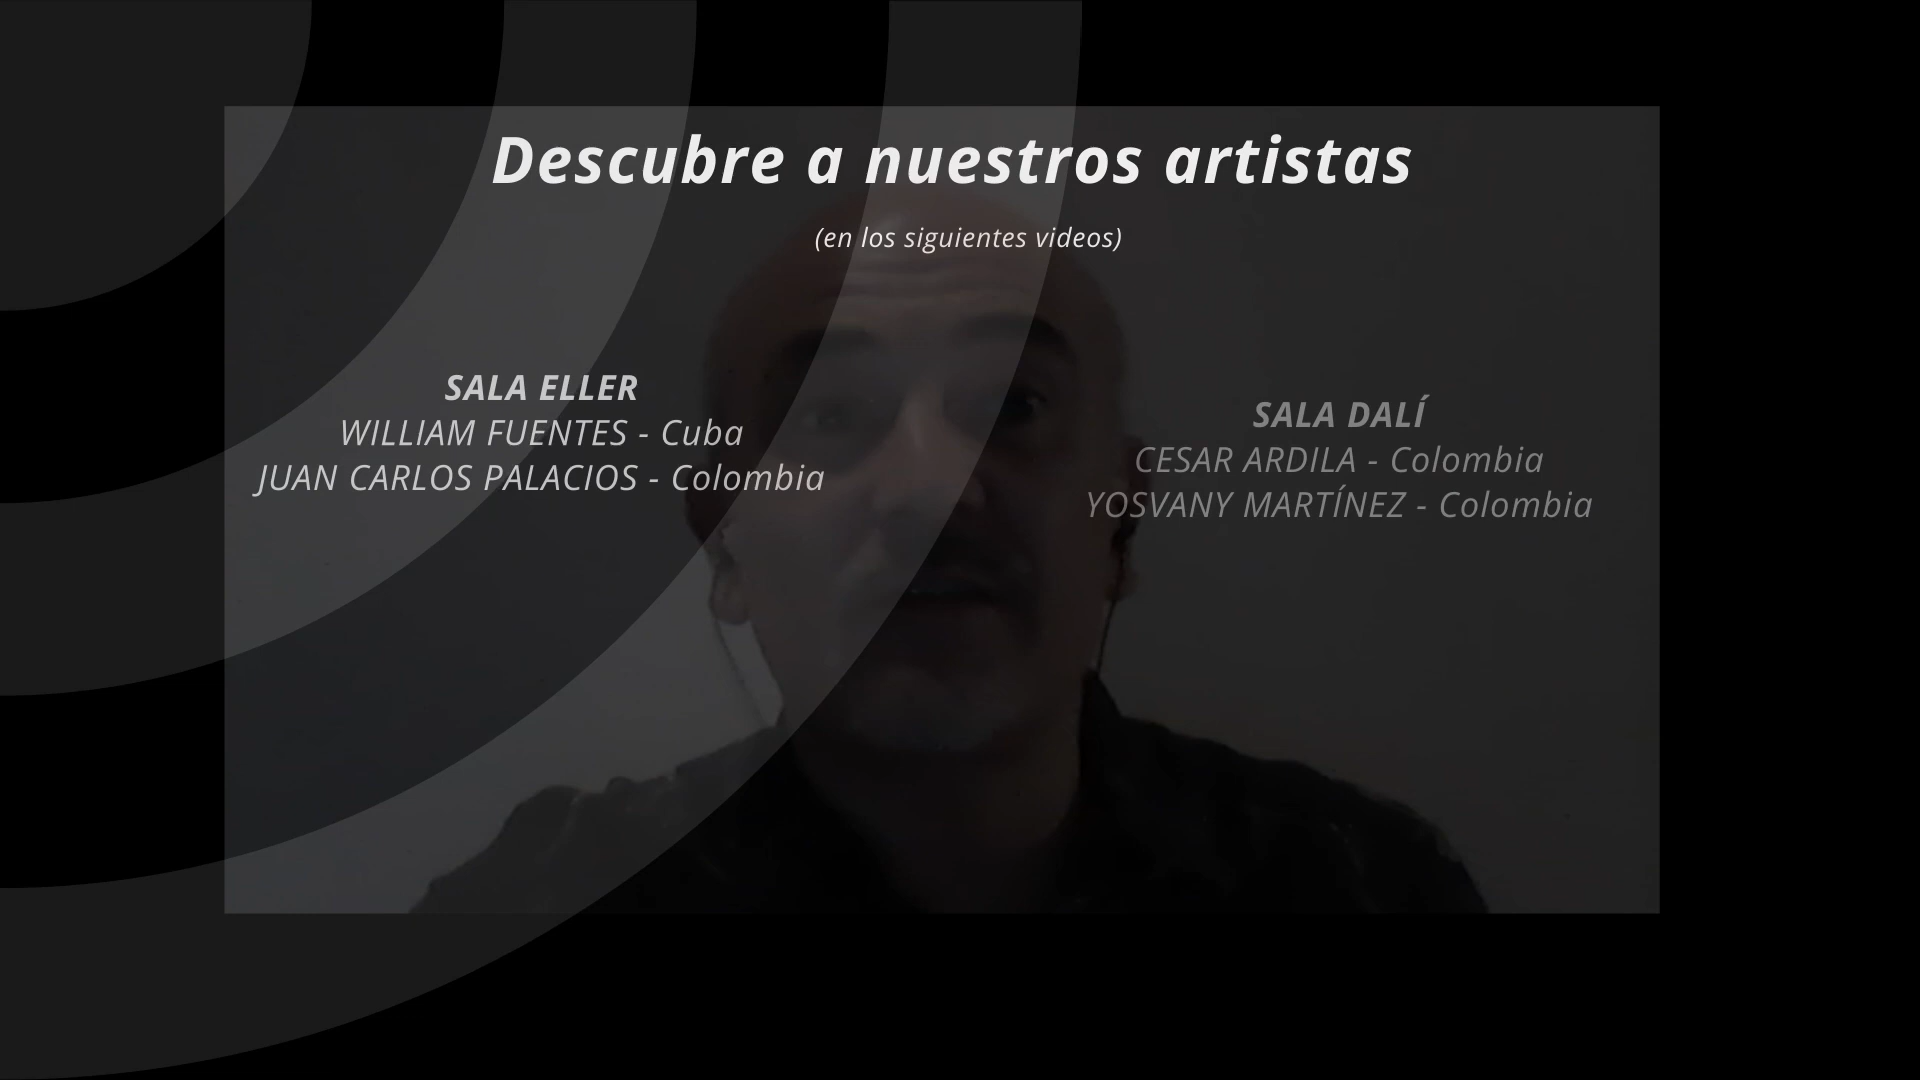 Descubre a nuestros artistas
(en los siguientes videos)
SALA ELLER
WILLIAM FUENTES - Cuba
JUAN CARLOS PALACIOS - Colombia
SALA DALÍ
CESAR ARDILA - Colombia
YOSVANY MARTÍNEZ - Colombia